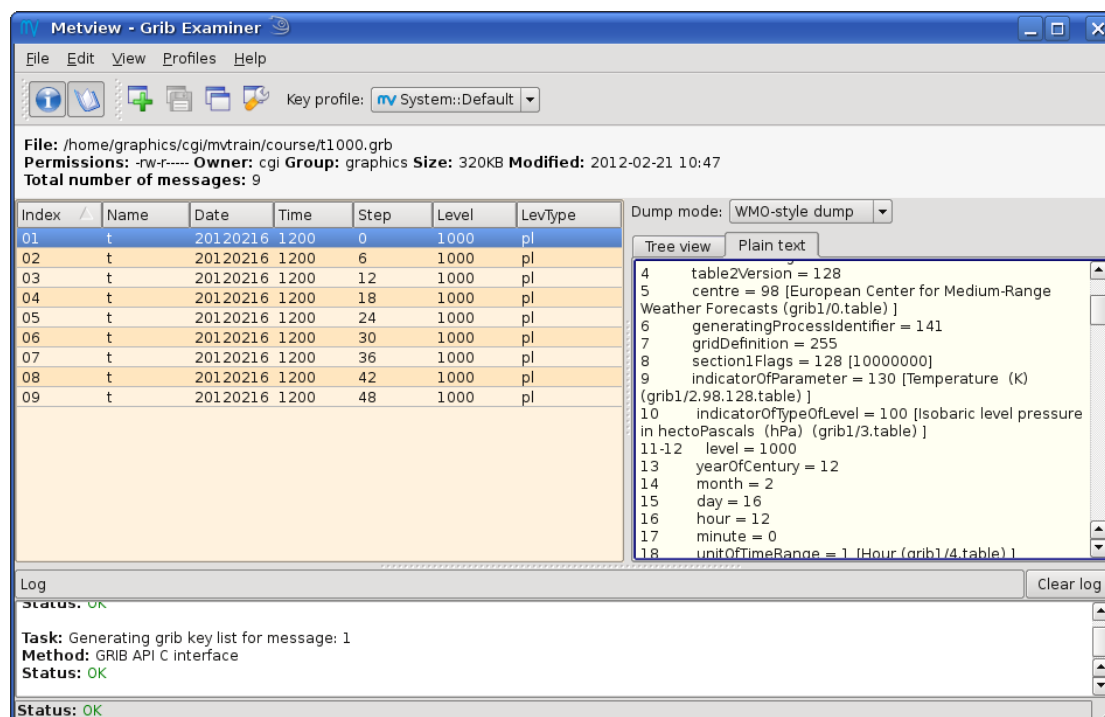 Metview - Grib Examiner
File Edit View Profiles Help
Key profile: System::Default
File: /home/graphics/cgi/mvtrain/course/t1000.grb
Permissions: -rw-r----- Owner: cgi Group: graphics Size: 320KB Modified: 2012-02-21 10:47
Total number of messages: 9
Index Name Date Time Step Level LevType
01 t 20120216 1200 0 1000 pl
02 t 20120216 1200 6 1000 pl
03 t 20120216 1200 12 1000 pl
04 t 20120216 1200 18 1000 pl
05 t 20120216 1200 24 1000 pl
06 t 20120216 1200 30 1000 pl
07 t 20120216 1200 36 1000 pl
08 t 20120216 1200 42 1000 pl
09 t 20120216 1200 48 1000 pl
Dump mode: WMO-style dump
Tree view Plain text
4 table2Version = 128
5 centre = 98 [European Center for Medium-Range
Weather Forecasts (grib1/0.table) ]
6 generatingProcessIdentifier = 141
7 gridDefinition = 255
8 section1Flags = 128 [10000000]
9 indicatorOfParameter = 130 [Temperature (K)
(grib1/2.98.128.table) ]
10 indicatorOfTypeOfLevel = 100 [Isobaric level pressure
in hectoPascals (hPa) (grib1/3.table) ]
11-12 level = 1000
13 yearOfCentury = 12
14 month = 2
15 day = 16
16 hour = 12
17 minute = 0
18 unitOfTimeRange = 1 [Hour (grib1/4.table) ]
Log
Clear log
Status: OK
Task: Generating grib key list for message: 1
Method: GRIB API C interface
Status: OK
Status: OK